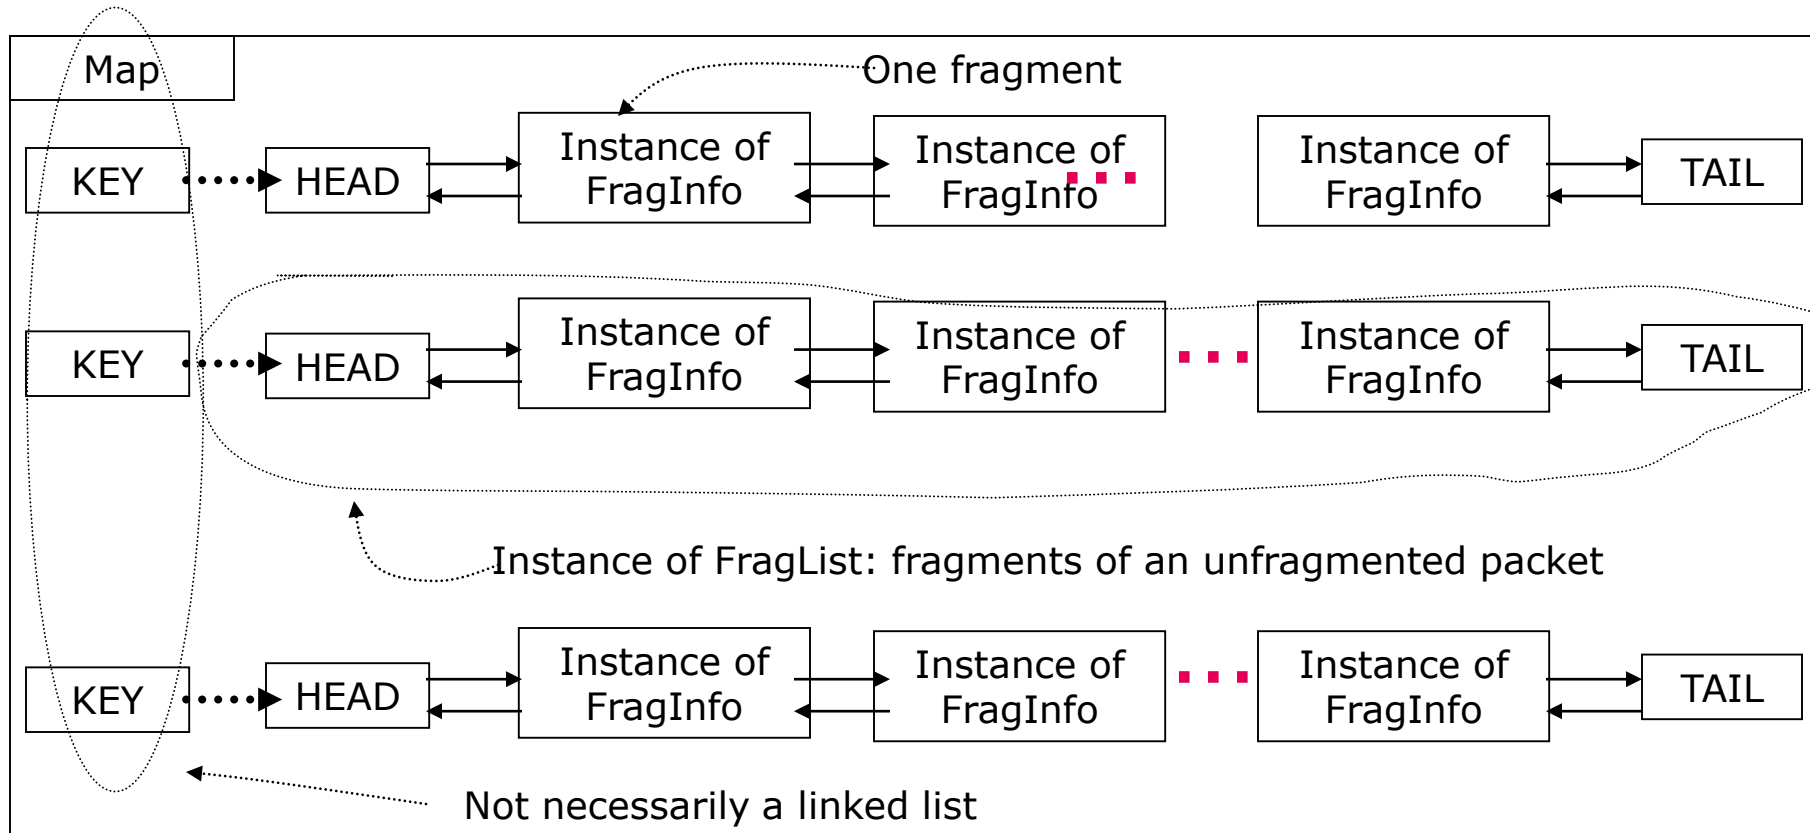 Map
One fragment
KEY
HEAD
Instance of
FragInfo
Instance of
FragInfo
Instance of
FragInfo
TAIL
KEY
HEAD
Instance of
FragInfo
Instance of
FragInfo
Instance of
FragInfo
TAIL
Instance of FragList: fragments of an unfragmented packet
KEY
HEAD
Instance of
FragInfo
Instance of
FragInfo
Instance of
FragInfo
TAIL
Not necessarily a linked list